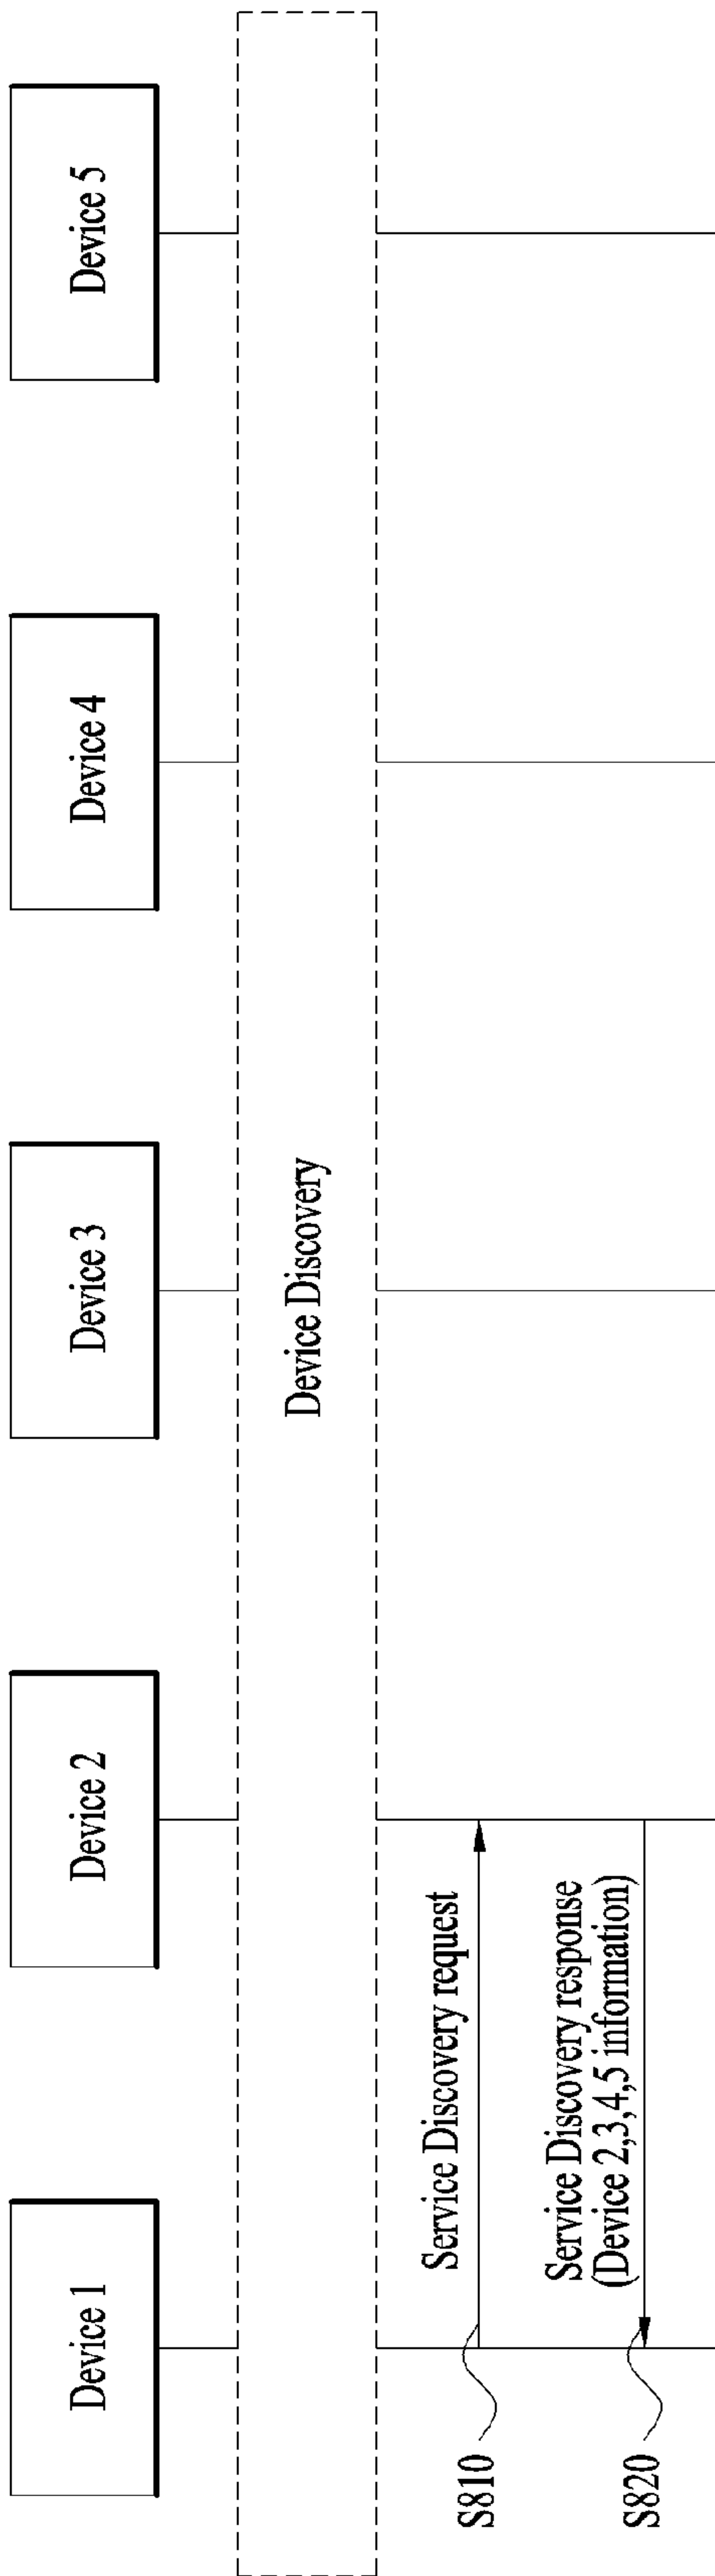 Device 1
Device 2
Device 3
Device 4
Device 5
Device Discovery
Service Discovery request
S810
Service Discovery response
(Device 2,3,4,5 information)
S820